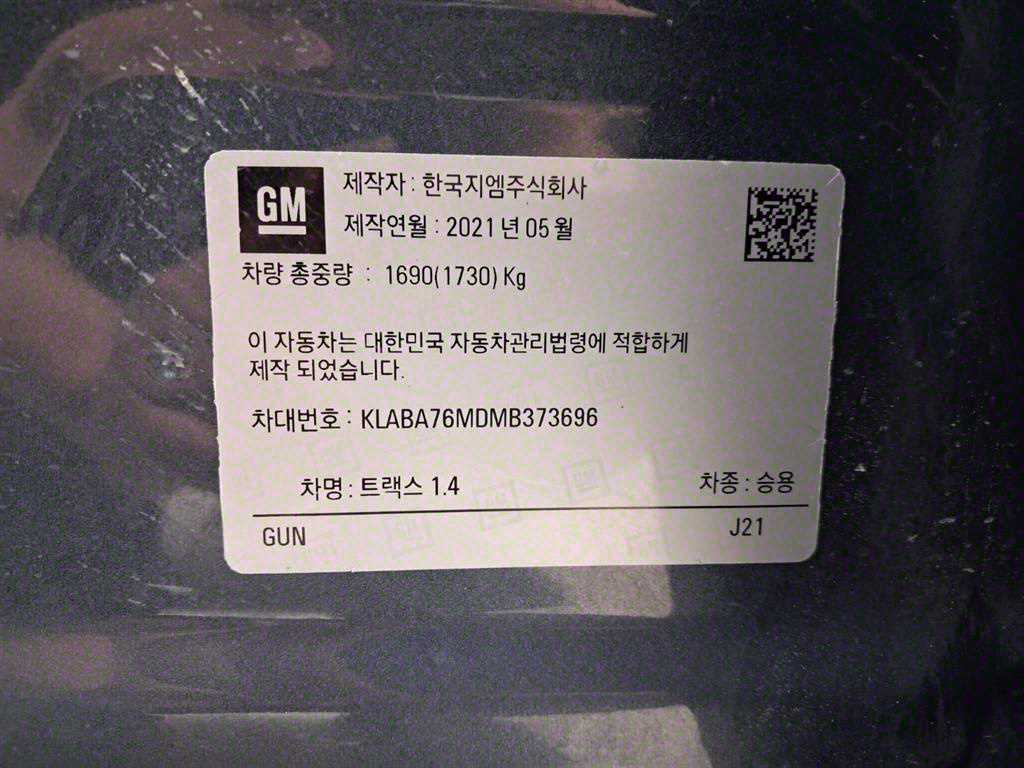 GM
제작자 : 한국지엠주식회사
제작연월 : 2021 년 05 월
차량 총중량 : 1690(1730) Kg
이 자동차는 대한민국 자동차관리법령에 적합하게
제작 되었습니다.
차대번호 : KLABA76MDMB373696
차명 : 트랙스 1.4 차종 : 승용
GUN J21